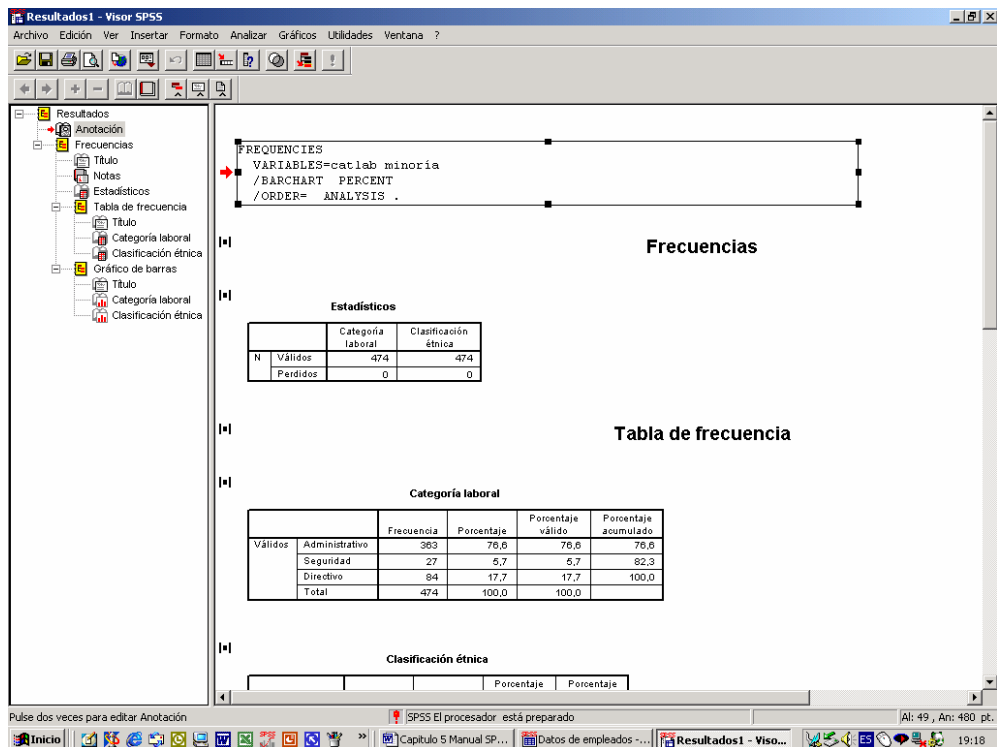 Resultados1 - Visor SPSS
Archivo Edición Ver Insertar Formato Analizar Gráficos Utilidades Ventana ?
Resultados
Anotación
Frecuencias
Título
Notas
Estadísticos
Tabla de frecuencia
Título
Categoría laboral
Clasificación étnica
Gráfico de barras
Título
Categoría laboral
Clasificación étnica
FREQUENCIES
VARIABLES=catlab minoría
/BARCHART PERCENT
/ORDER= ANALYSIS .
Frecuencias
Estadísticos
Categoría laboral Clasificación étnica
N Válidos 474 474
Perdidos 0 0
Tabla de frecuencia
Categoría laboral
Frecuencia Porcentaje Porcentaje válido Porcentaje acumulado
Válidos Administrativo 363 76,6 76,6 76,6
Seguridad 27 5,7 5,7 82,3
Directivo 84 17,7 17,7 100,0
Total 474 100,0 100,0
Clasificación étnica
Porcentaje Porcentaje
Pulse dos veces para editar Anotación
SPSS El procesador está preparado
Al: 49 , An: 480 pt.
Inicio
»
Capitulo 5 Manual SP...
Datos de empleados -...
Resultados1 - Viso...
ES
19:18